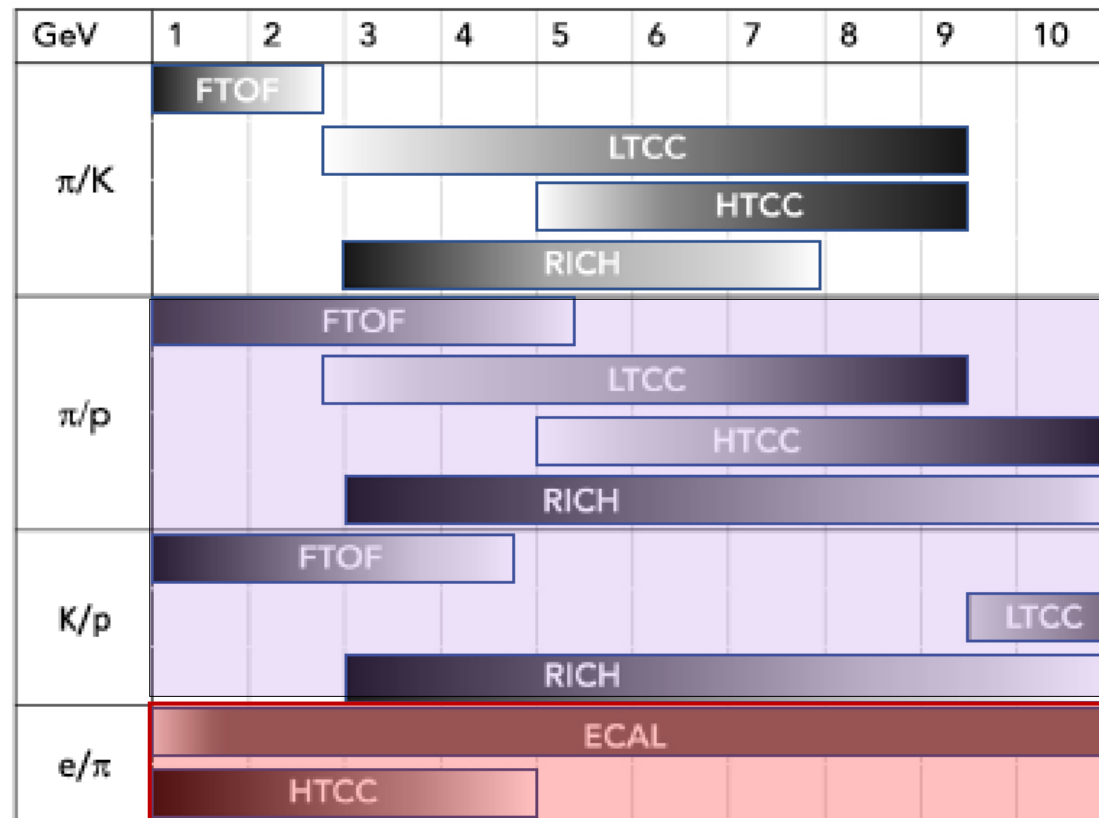 GeV 1 2 3 4 5 6 7 8 9 10
π/K
FTOF
LTCC
HTCC
RICH
π/p
FTOF
LTCC
HTCC
RICH
K/p
FTOF
LTCC
RICH
e/π
ECAL
HTCC